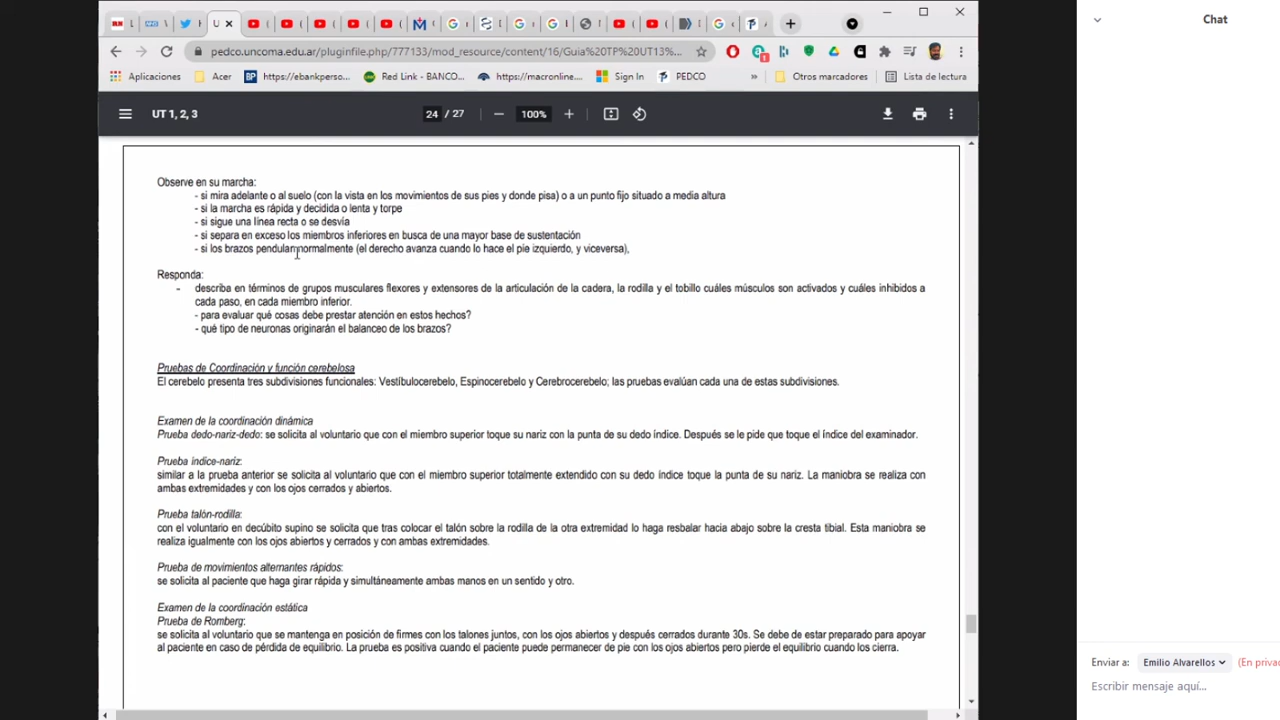 Chat
pedco.uncoma.edu.ar/pluginfile.php/777133/mod_resource/content/16/Guia%20TP%20UT13%...
Aplicaciones
Acer
https://ebankperso...
Red Link - BANCO...
https://macronline....
Sign In
PEDCO
»
Otros marcadores
Lista de lectura
UT 1, 2, 3
24 / 27
100%
Observe en su marcha:
- si mira adelante o al suelo (con la vista en los movimientos de sus pies y donde pisa) o a un punto fijo situado a media altura
- si la marcha es rápida y decidida o lenta y torpe
- si sigue una línea recta o se desvía
- si separa en exceso los miembros inferiores en busca de una mayor base de sustentación
- si los brazos pendulan normalmente (el derecho avanza cuando lo hace el pie izquierdo, y viceversa),
Responda:
- describa en términos de grupos musculares flexores y extensores de la articulación de la cadera, la rodilla y el tobillo cuáles músculos son activados y cuáles inhibidos a
cada paso, en cada miembro inferior.
- para evaluar qué cosas debe prestar atención en estos hechos?
- qué tipo de neuronas originarán el balanceo de los brazos?
Pruebas de Coordinación y función cerebelosa
El cerebelo presenta tres subdivisiones funcionales: Vestíbulocerebelo, Espinocerebelo y Cerebrocerebelo; las pruebas evalúan cada una de estas subdivisiones.
Examen de la coordinación dinámica
Prueba dedo-nariz-dedo: se solicita al voluntario que con el miembro superior toque su nariz con la punta de su dedo índice. Después se le pide que toque el índice del examinador.
Prueba índice-nariz:
similar a la prueba anterior se solicita al voluntario que con el miembro superior totalmente extendido con su dedo índice toque la punta de su nariz. La maniobra se realiza con
ambas extremidades y con los ojos cerrados y abiertos.
Prueba talón-rodilla:
con el voluntario en decúbito supino se solicita que tras colocar el talón sobre la rodilla de la otra extremidad lo haga resbalar hacia abajo sobre la cresta tibial. Esta maniobra se
realiza igualmente con los ojos abiertos y cerrados y con ambas extremidades.
Prueba de movimientos alternantes rápidos:
se solicita al paciente que haga girar rápida y simultáneamente ambas manos en un sentido y otro.
Examen de la coordinación estática
Prueba de Romberg:
se solicita al voluntario que se mantenga en posición de firmes con los talones juntos, con los ojos abiertos y después cerrados durante 30s. Se debe de estar preparado para apoyar
al paciente en caso de pérdida de equilibrio. La prueba es positiva cuando el paciente puede permanecer de pie con los ojos abiertos pero pierde el equilibrio cuando los cierra.
Enviar a: Emilio Alvarellos (En priva
Escribir mensaje aquí...